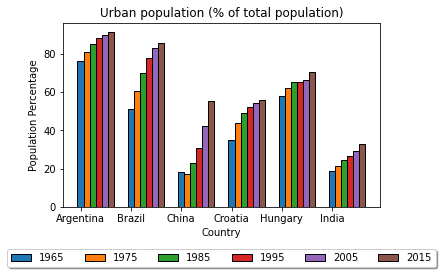 Urban population (% of total population)
Population Percentage
80
60
40
20
0
Argentina Brazil China Croatia Hungary India
Country
1965 1975 1985 1995 2005 2015